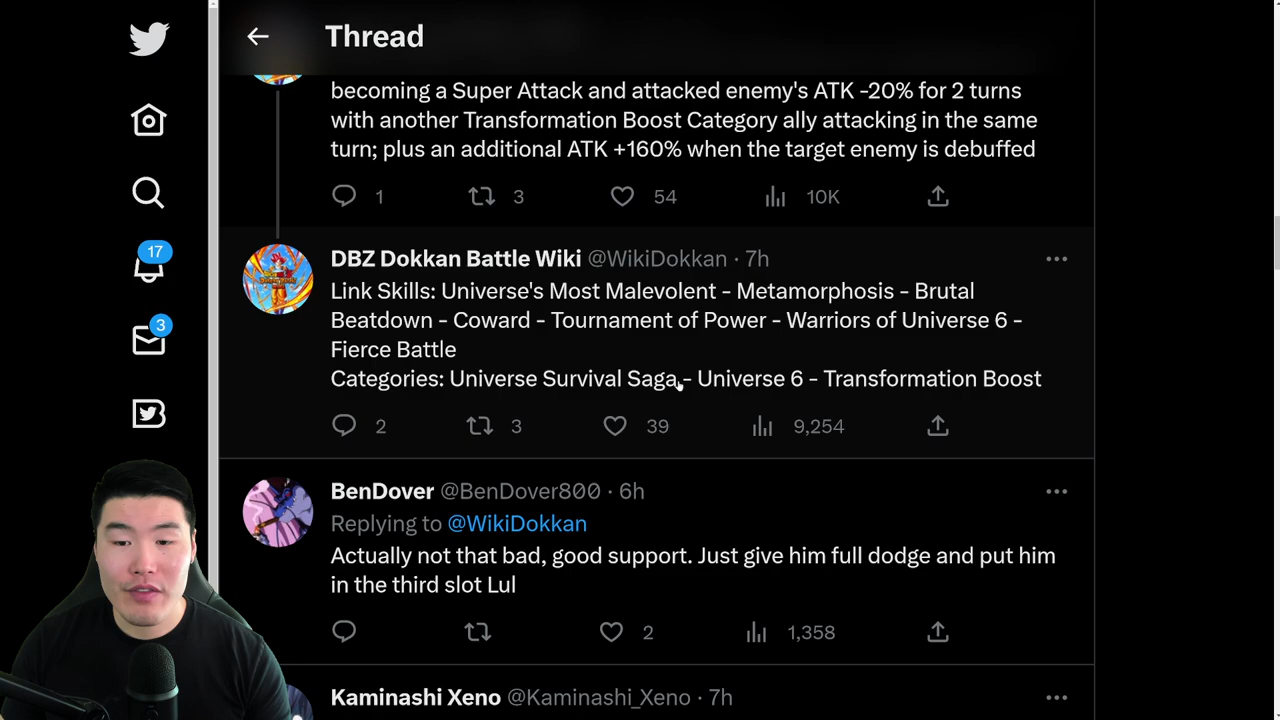 Thread
becoming a Super Attack and attacked enemy's ATK -20% for 2 turns
with another Transformation Boost Category ally attacking in the same
turn; plus an additional ATK +160% when the target enemy is debuffed
1 3 54 10K
17
DBZ Dokkan Battle Wiki @WikiDokkan · 7h
Link Skills: Universe's Most Malevolent - Metamorphosis - Brutal
Beatdown - Coward - Tournament of Power - Warriors of Universe 6 -
Fierce Battle
Categories: Universe Survival Saga - Universe 6 - Transformation Boost
3
2 3 39 9,254
BenDover @BenDover800 · 6h
Replying to @WikiDokkan
Actually not that bad, good support. Just give him full dodge and put him
in the third slot Lul
2 1,358
Kaminashi Xeno @Kaminashi_Xeno · 7h